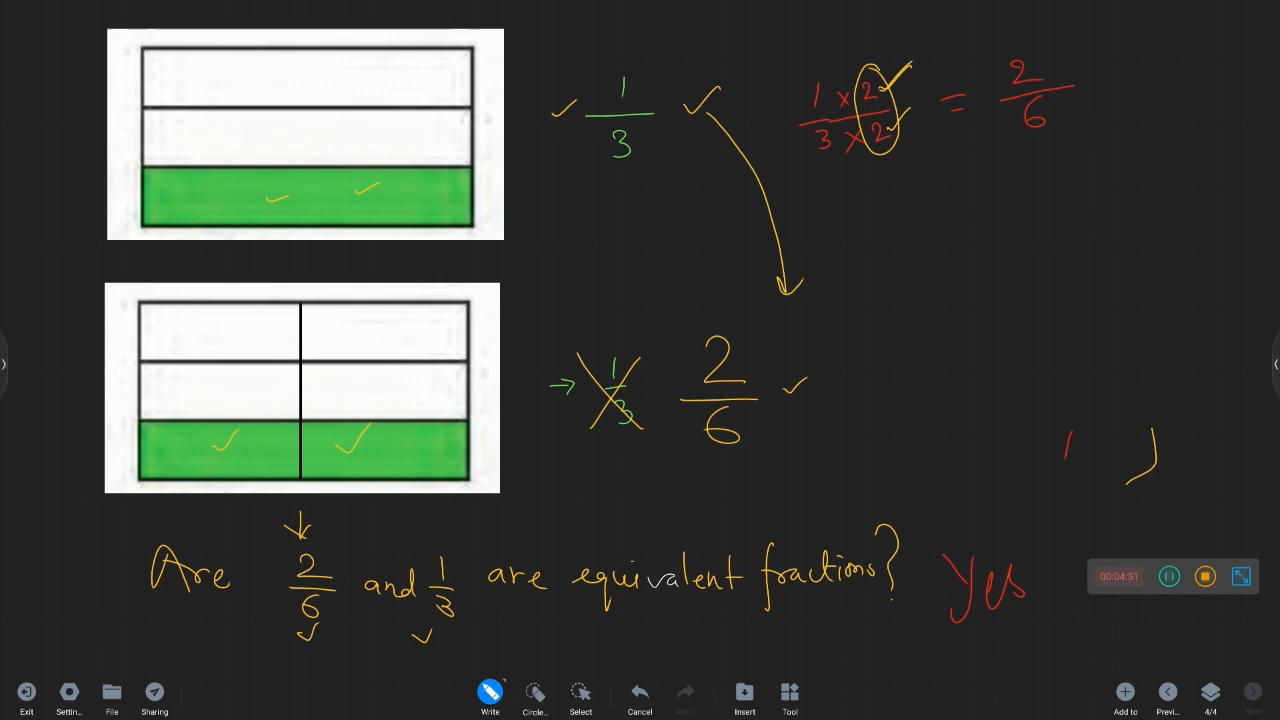 1/3
1 x 2 / 3 x 2 = 2/6
→ 1/3 2/6
Are 2/6 and 1/3 are equivalent fractions? Yes
00:04:51
Exit Settin... File Sharing Write Circle... Select Cancel Redo Insert Tool Add to Previ... 4/4 Next